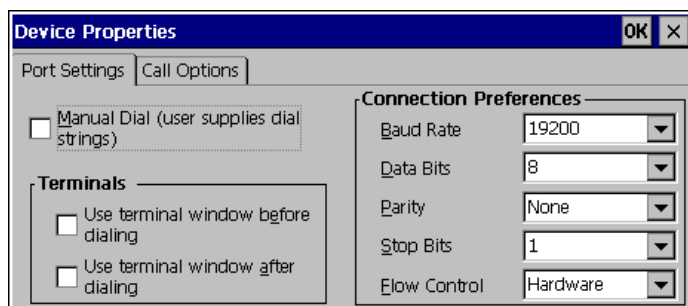 Device Properties
OK
Port Settings
Call Options
Manual Dial (user supplies dial
strings)
Terminals
Use terminal window before
dialing
Use terminal window after
dialing
Connection Preferences
Baud Rate
19200
Data Bits
8
Parity
None
Stop Bits
1
Flow Control
Hardware